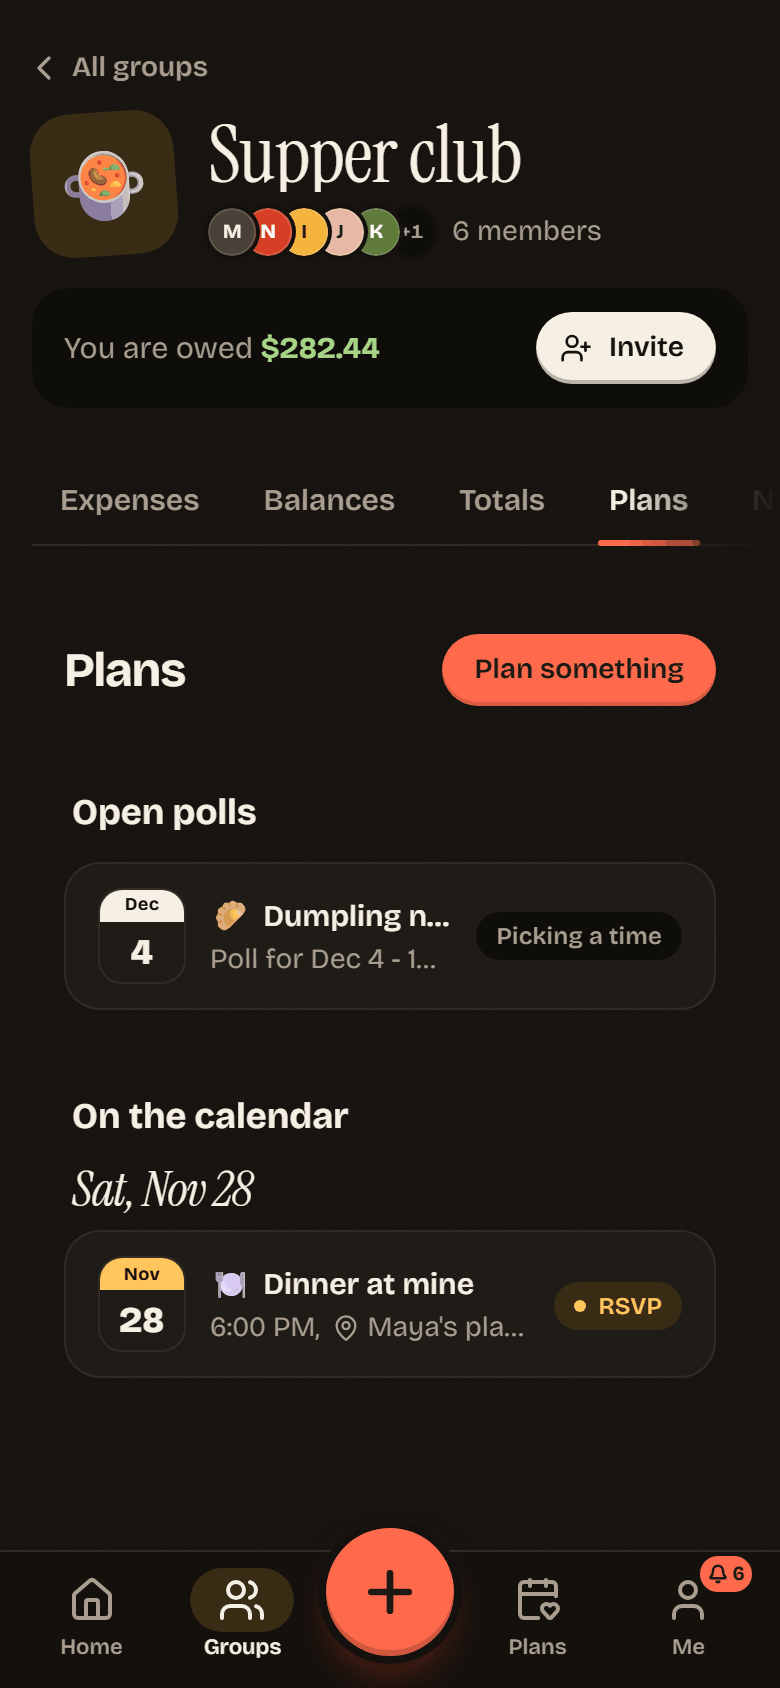 All groups
Supper club
M N I J K +1 6 members
You are owed $282.44
Invite
Expenses Balances Totals Plans N
Plans
Plan something
Open polls
Dec
4
Dumpling n...
Poll for Dec 4 - 1...
Picking a time
On the calendar
Sat, Nov 28
Nov
28
Dinner at mine
6:00 PM, Maya's pla...
RSVP
Home
Groups
Plans
6
Me